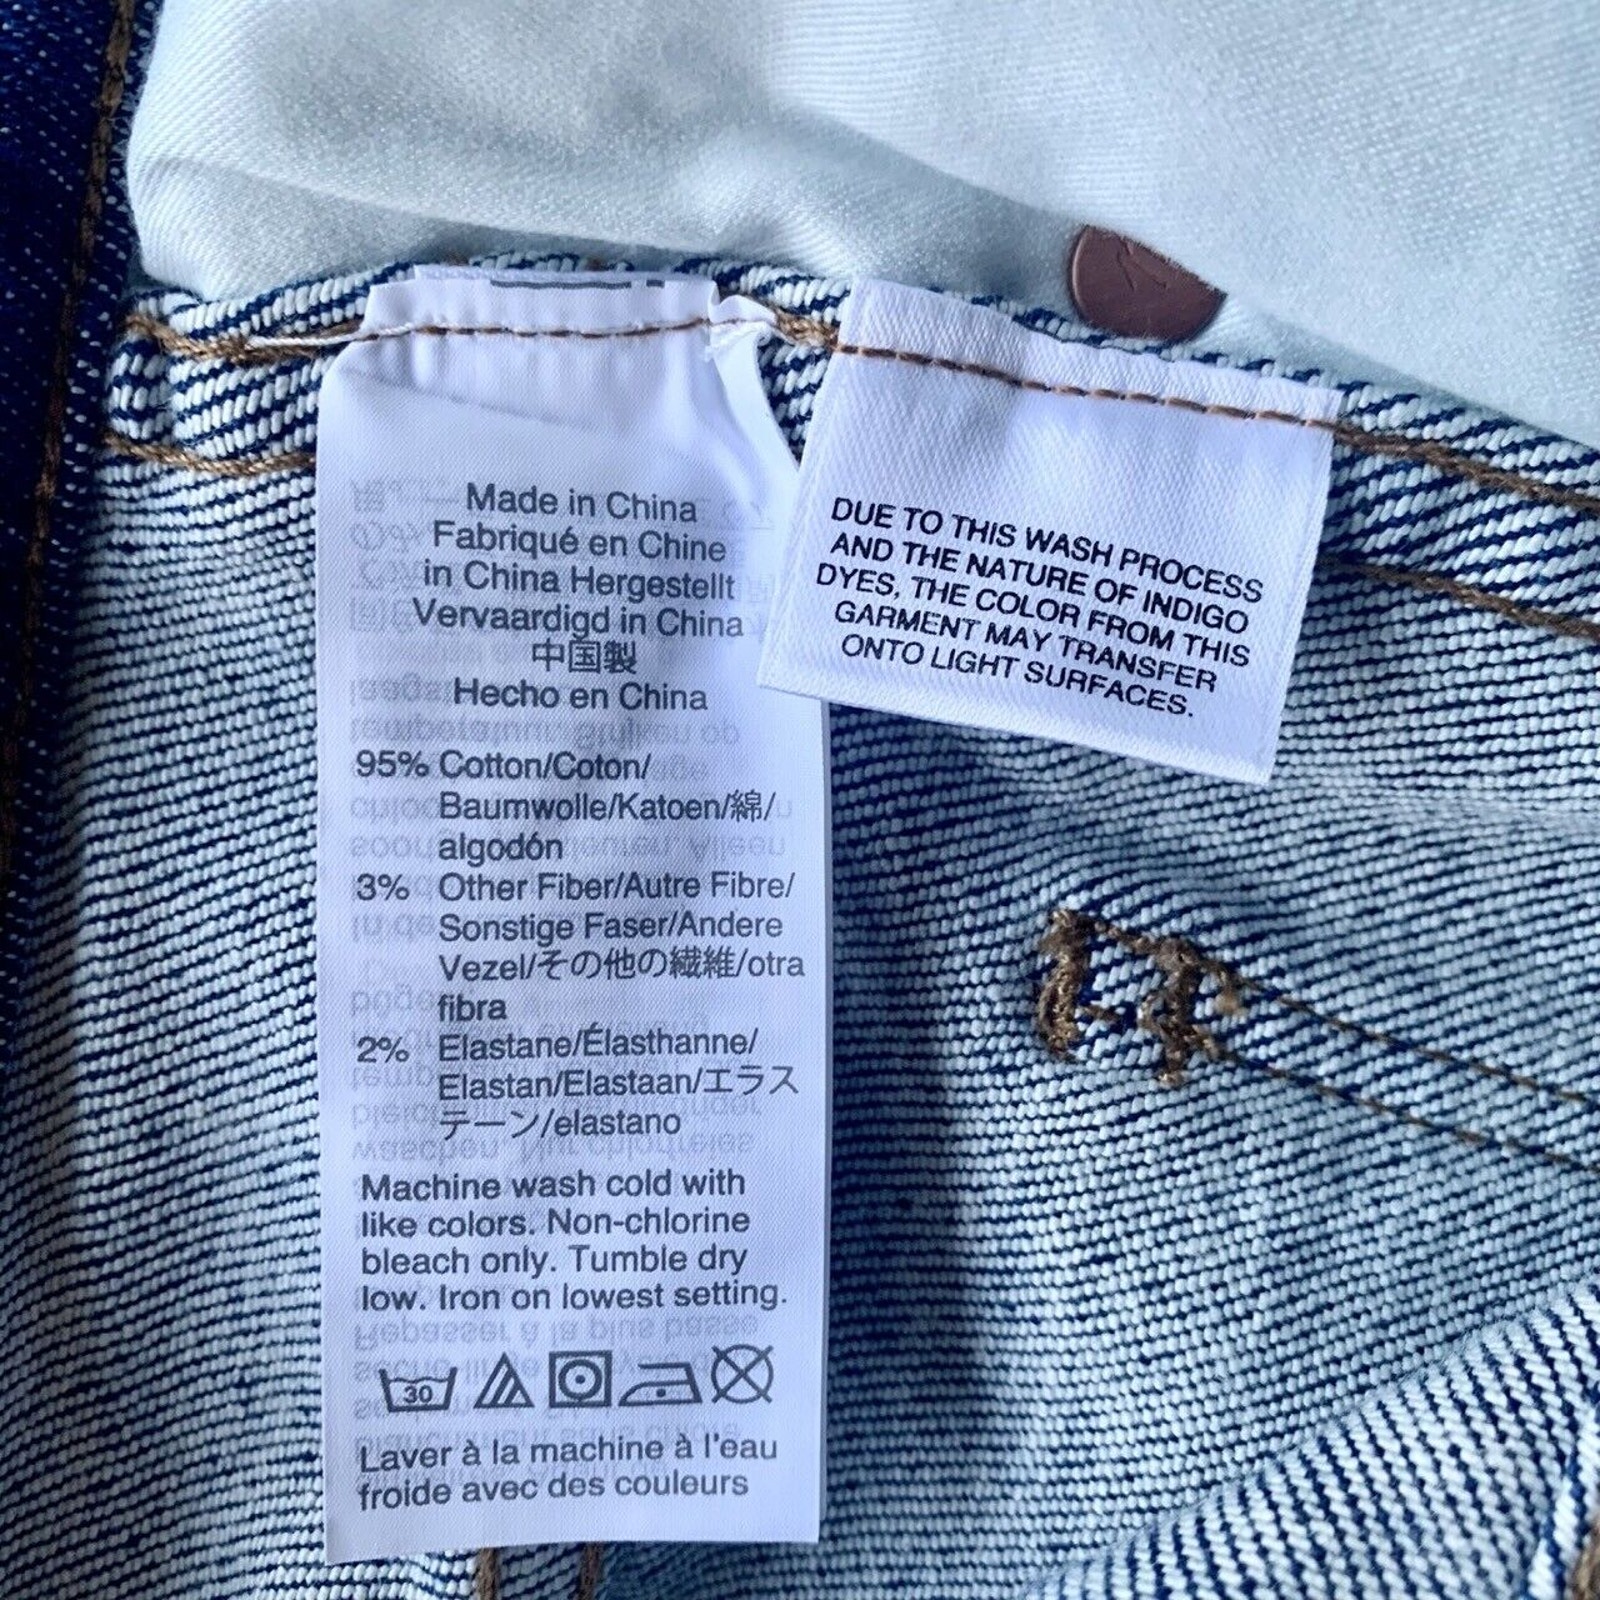 Made in China
Fabriqué en Chine
in China Hergestellt
Vervaardigd in China
中国製
Hecho en China
95% Cotton/Coton/
Baumwolle/Katoen/綿/
algodón
3% Other Fiber/Autre Fibre/
Sonstige Faser/Andere
Vezel/その他の繊維/otra
fibra
2% Elastane/Élasthanne/
Elastan/Elastaan/エラス
テーン/elastano
Machine wash cold with
like colors. Non-chlorine
bleach only. Tumble dry
low. Iron on lowest setting.
30
Laver à la machine à l'eau
froide avec des couleurs
DUE TO THIS WASH PROCESS
AND THE NATURE OF INDIGO
DYES, THE COLOR FROM THIS
GARMENT MAY TRANSFER
ONTO LIGHT SURFACES.